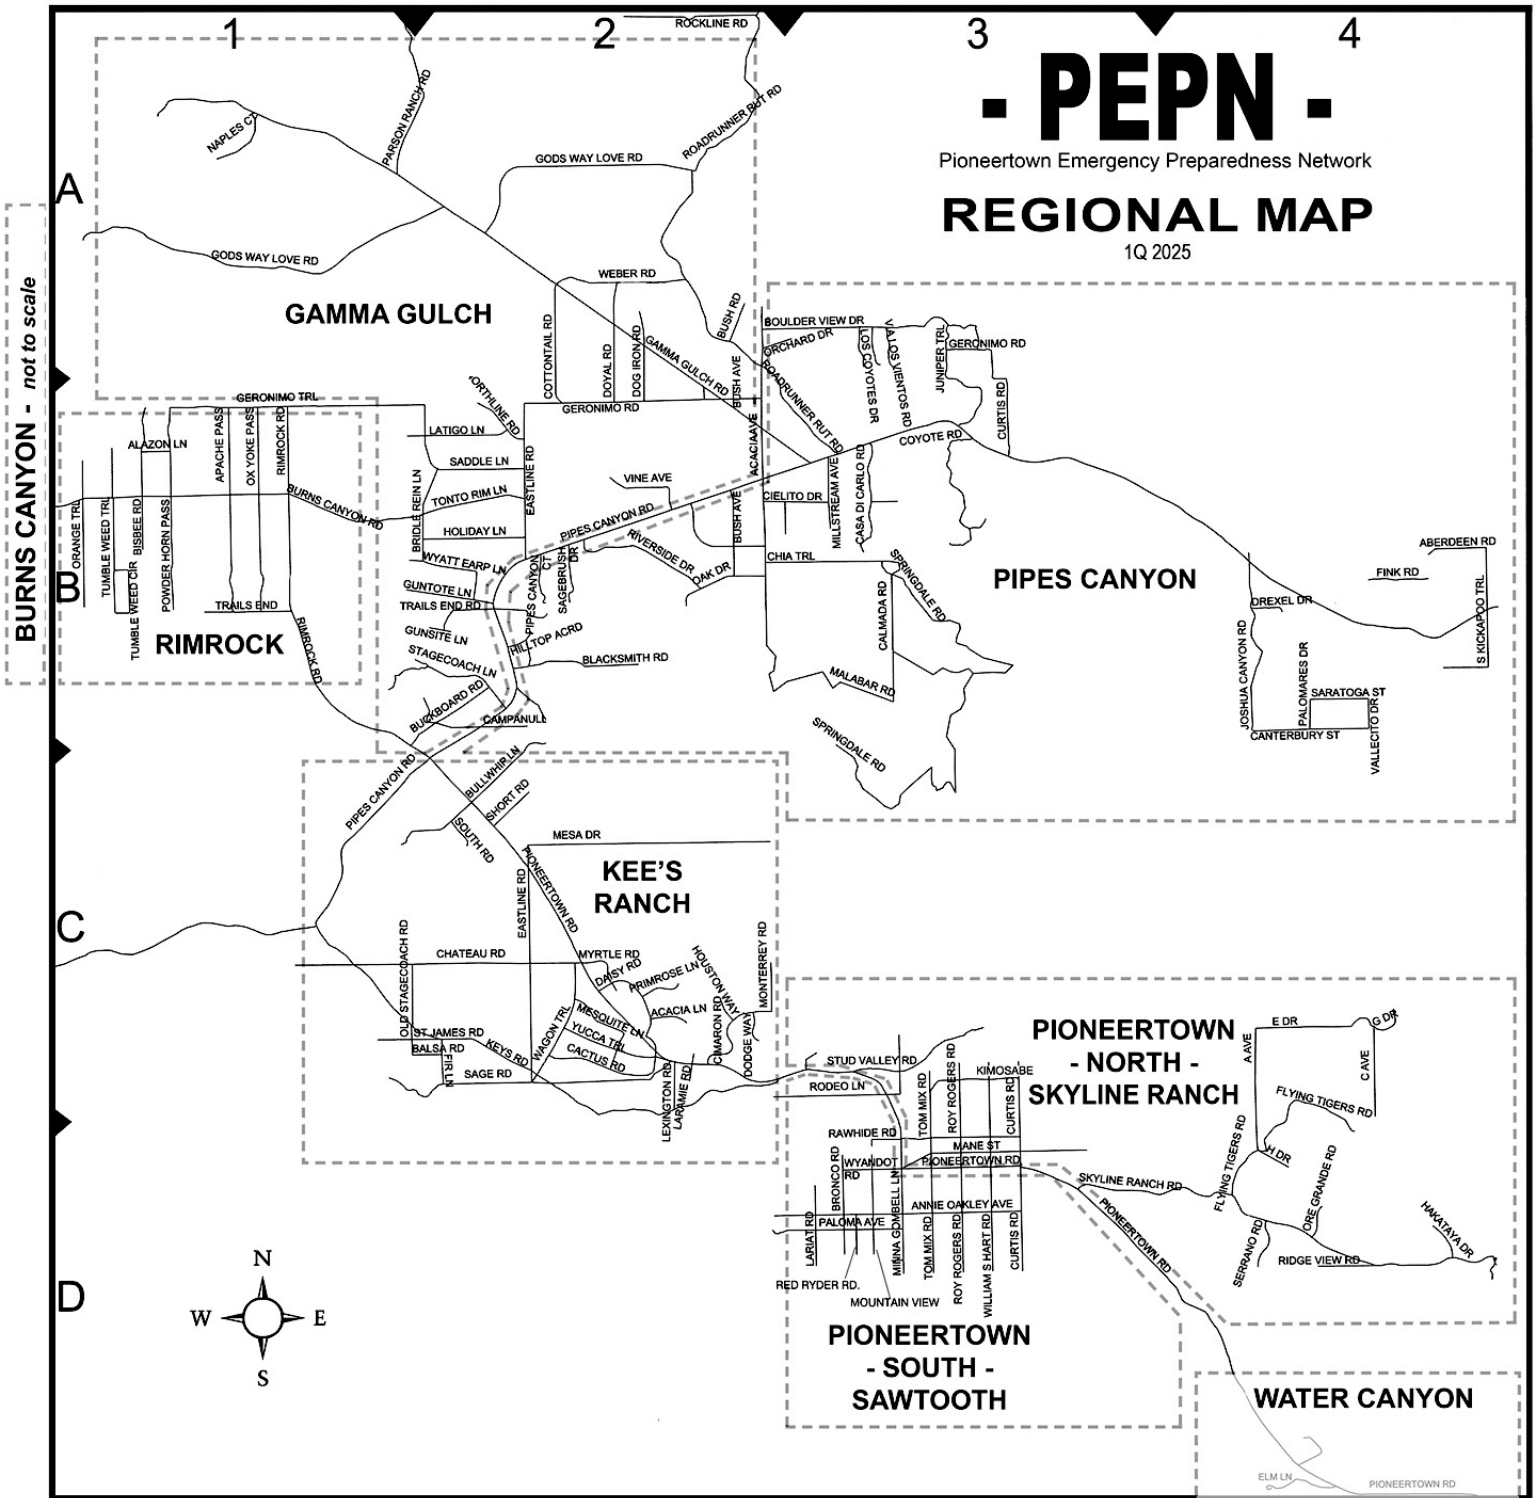 1
2
3
4
- PEPN -
Pioneertown Emergency Preparedness Network
REGIONAL MAP
1Q 2025
A
B
C
D
BURNS CANYON - not to scale
ROCKLINE RD
PARSON RANCH RD
NAPLES CT
ROADRUNNER RUT RD
GODS WAY LOVE RD
GODS WAY LOVE RD
WEBER RD
GAMMA GULCH
BUSH RD
COTTONTAIL RD
DOYAL RD
DOG IRON RD
GAMMA GULCH RD
BUSH AVE
BOULDER VIEW DR
ORCHARD DR
LOS COYOTES DR
VIA LOS VIENTOS RD
JUNIPER TRL
GERONIMO RD
ROADRUNNER RUT RD
CURTIS RD
COYOTE RD
GERONIMO TRL
GERONIMO RD
ACACIA AVE
ALAZON LN
APACHE PASS
OX YOKE PASS
RIMROCK RD
LATIGO LN
SADDLE LN
TONTO RIM LN
HOLIDAY LN
BRIDLE REIN LN
EASTLINE RD
VINE AVE
PIPES CANYON RD
CIELITO DR
MILLSTREAM AVE
CASA DI CARLO RD
BURNS CANYON RD
ORANGE TRL
TUMBLE WEED TRL
BISBEE RD
POWDER HORN PASS
TUMBLE WEED CIR
TRAILS END
RIMROCK
RIMROCK RD
WYATT EARP LN
GUNTOTE LN
TRAILS END RD
GUNSITE LN
STAGECOACH LN
BUCKBOARD RD
CAMPANULL
PIPES CANYON CT
SAGEBRUSH DR
HILLTOP ACRD
BLACKSMITH RD
RIVERSIDE DR
OAK DR
BUSH AVE
CHIA TRL
SPRINGDALE RD
CALMADA RD
MALABAR RD
SPRINGDALE RD
PIPES CANYON
ABERDEEN RD
FINK RD
DREXEL DR
S KICKAPOO TRL
JOSHUA CANYON RD
PALOMARES DR
SARATOGA ST
CANTERBURY ST
VALLECITO DR
PIPES CANYON RD
BULLWHIP LN
SHORT RD
SOUTH RD
MESA DR
PIONEERTOWN RD
EASTLINE RD
KEE'S
RANCH
OLD STAGECOACH RD
CHATEAU RD
MYRTLE RD
DAISY RD
PRIMROSE LN
HOUSTON WAY
MONTERREY RD
ACACIA LN
CIMARON RD
DODGE WAY
MESQUITE LN
YUCCA TRL
CACTUS RD
WAGON TRL
ST JAMES RD
BALSA RD
KEYS RD
FIR LN
SAGE RD
LEXINGTON RD
LARAMIE RD
STUD VALLEY RD
RODEO LN
TOM MIX RD
ROY ROGERS RD
KIMOSABE
CURTIS RD
RAWHIDE RD
MANE ST
WYANDOT
RD
PIONEERTOWN RD
BRONCO RD
MINNA GOMBELL LN
ANNIE OAKLEY AVE
PALOMA AVE
LARIAT RD
TOM MIX RD
ROY ROGERS RD
WILLIAM S HART RD
CURTIS RD
RED RYDER RD.
MOUNTAIN VIEW
PIONEERTOWN
- SOUTH -
SAWTOOTH
PIONEERTOWN
- NORTH -
SKYLINE RANCH
A AVE
E DR
G DR
C AVE
FLYING TIGERS RD
FLYING TIGERS RD
H DR
ORE GRANDE RD
SKYLINE RANCH RD
PIONEERTOWN RD
SERRANO RD
RIDGE VIEW RD
HAKATAYA DR
WATER CANYON
ELM LN
PIONEERTOWN RD
N
W
E
S